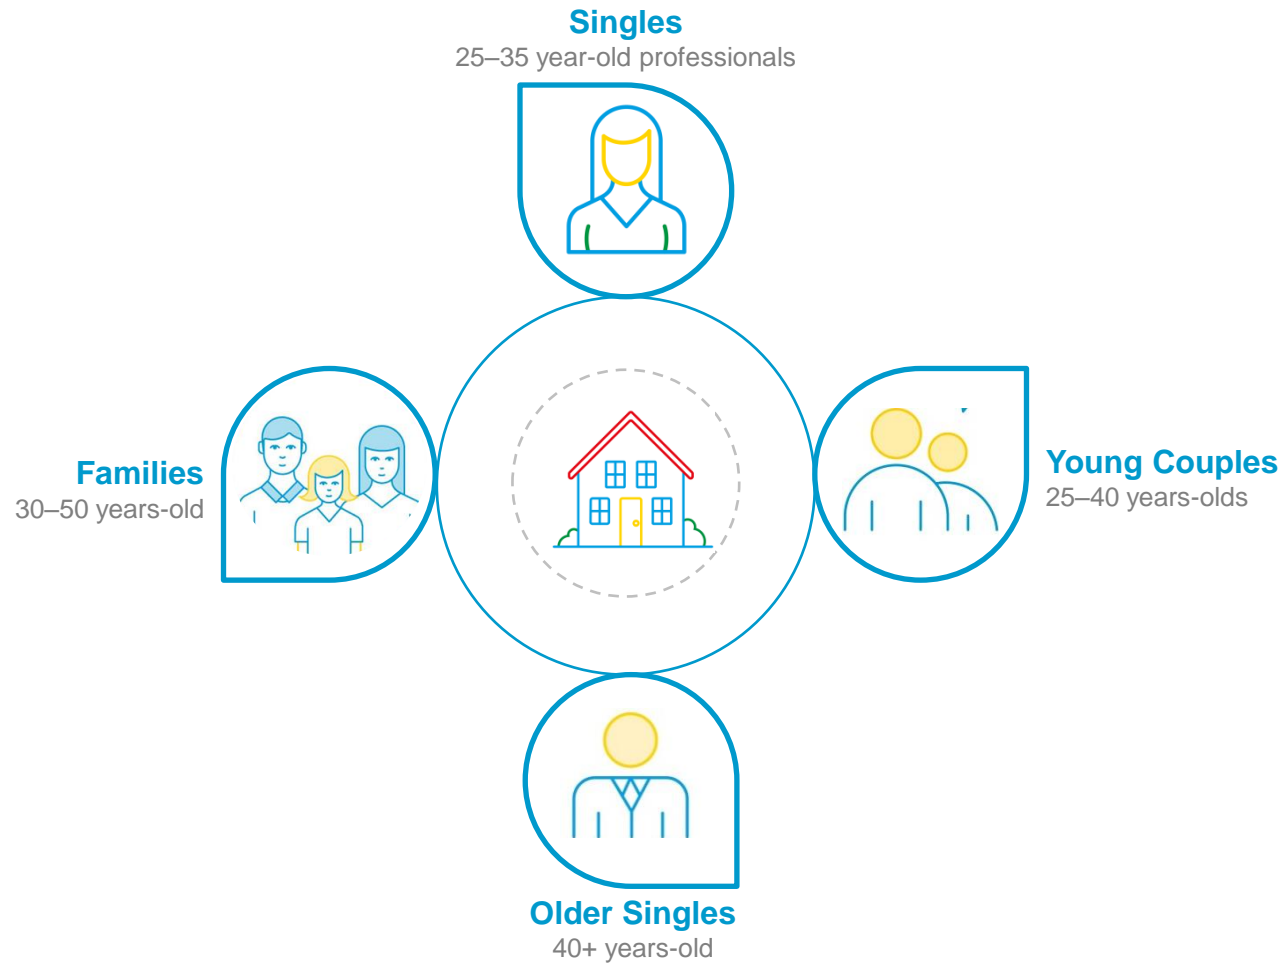 Singles
25–35 year-old professionals
Families
30–50 years-old
Young Couples
25–40 years-olds
Older Singles
40+ years-old